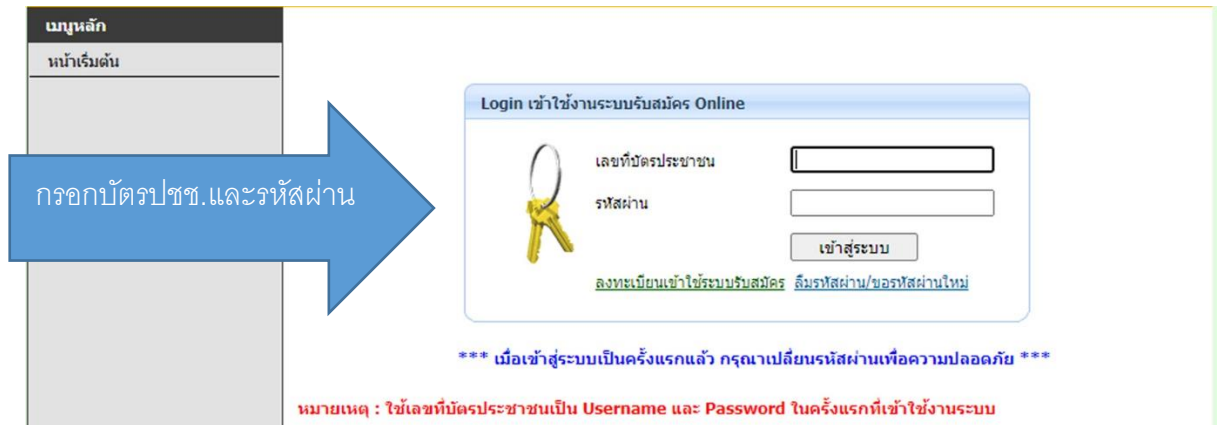 เมนูหลัก
หน้าเริ่มต้น
Login เข้าใช้งานระบบรับสมัคร Online
เลขที่บัตรประชาชน
กรอกบัตรปชช.และรหัสผ่าน
รหัสผ่าน
เข้าสู่ระบบ
ลงทะเบียนเข้าใช้ระบบรับสมัคร ลืมรหัสผ่าน/ขอรหัสผ่านใหม่
*** เมื่อเข้าสู่ระบบเป็นครั้งแรกแล้ว กรุณาเปลี่ยนรหัสผ่านเพื่อความปลอดภัย ***
หมายเหตุ : ใช้เลขที่บัตรประชาชนเป็น Username และ Password ในครั้งแรกที่เข้าใช้งานระบบ